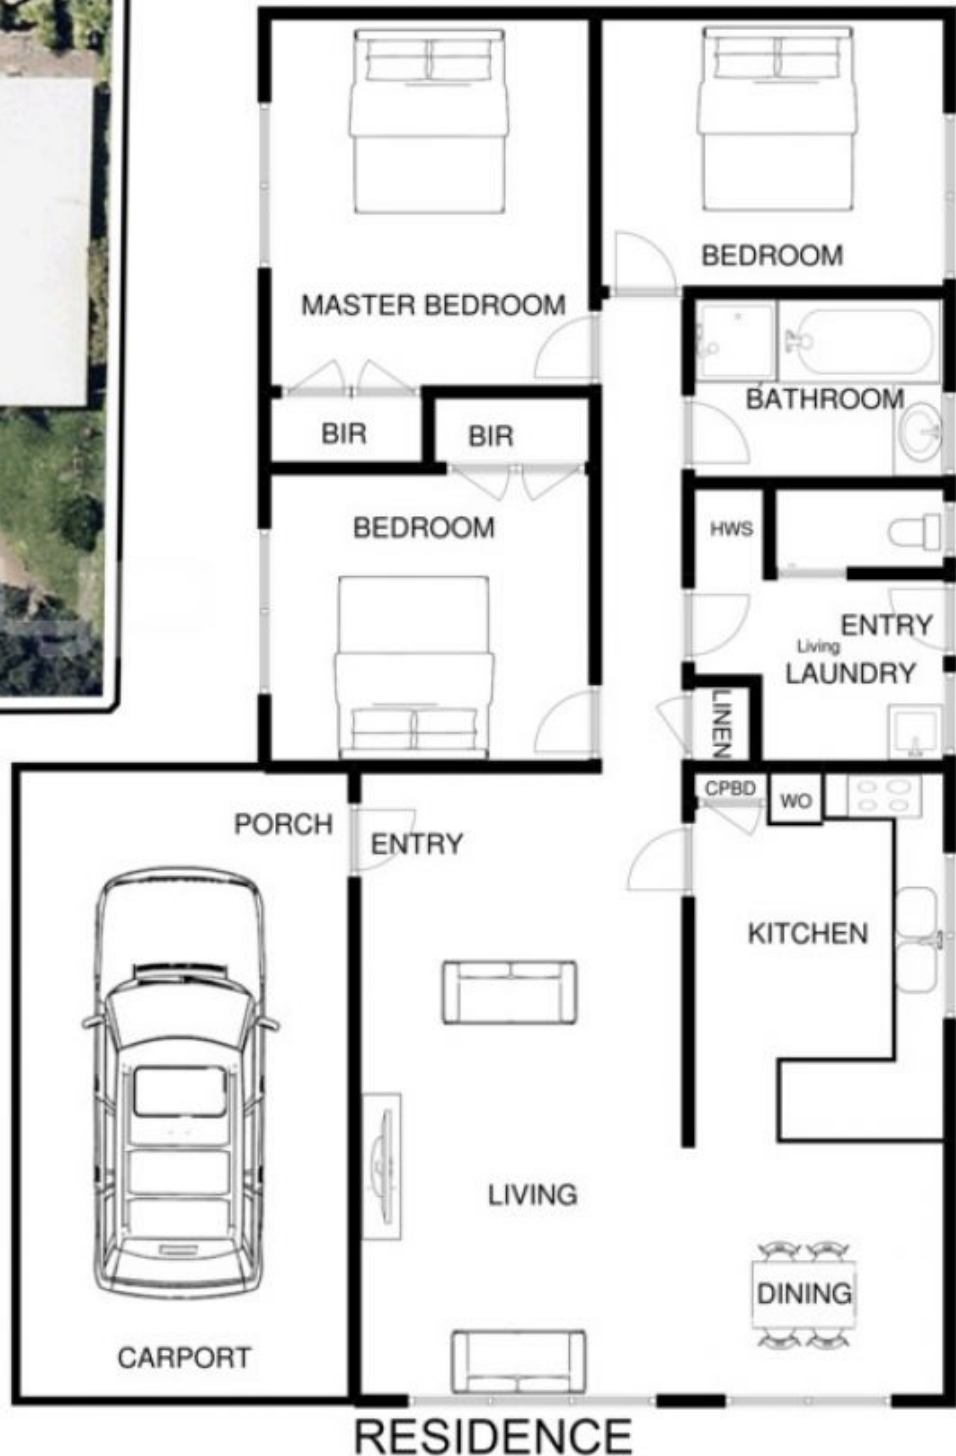 BEDROOM
MASTER BEDROOM
BATHROOM
BIR
BIR
BEDROOM
HWS
ENTRY
Living
LAUNDRY
LINEN
CPBD
WO
PORCH
ENTRY
KITCHEN
LIVING
DINING
CARPORT
RESIDENCE